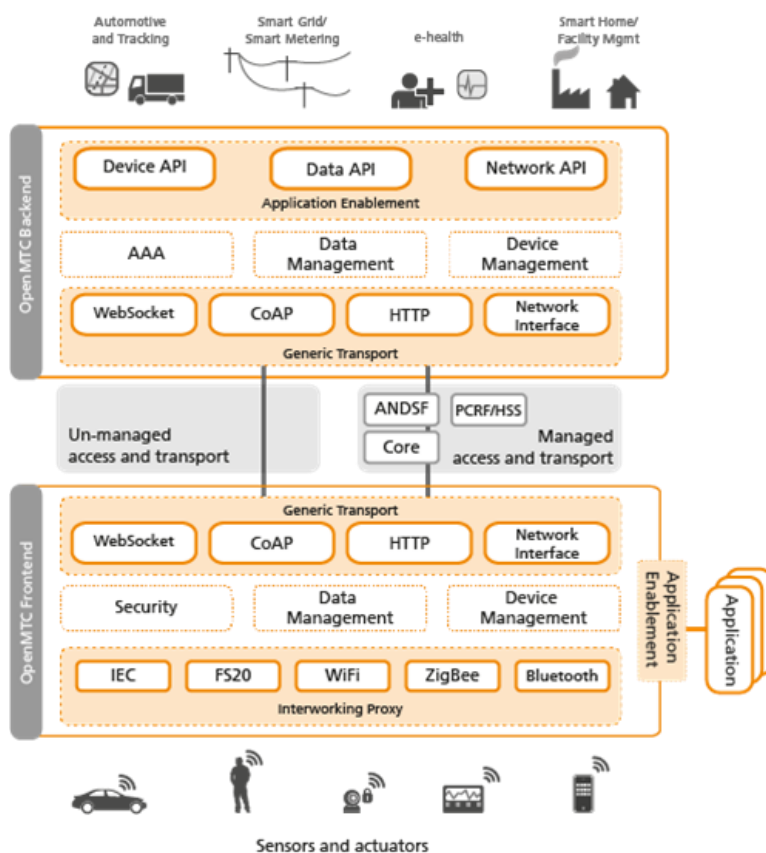 Automotive
and Tracking
Smart Grid/
Smart Metering
e-health
Smart Home/
Facility Mgmt
OpenMTC Backend
Device API
Data API
Network API
Application Enablement
AAA
Data
Management
Device
Management
WebSocket
CoAP
HTTP
Network
Interface
Generic Transport
Un-managed
access and transport
ANDSF
PCRF/HSS
Core
Managed
access and transport
OpenMTC Frontend
Generic Transport
WebSocket
CoAP
HTTP
Network
Interface
Security
Data
Management
Device
Management
IEC
FS20
WiFi
ZigBee
Bluetooth
Interworking Proxy
Application
Enablement
Application
Sensors and actuators